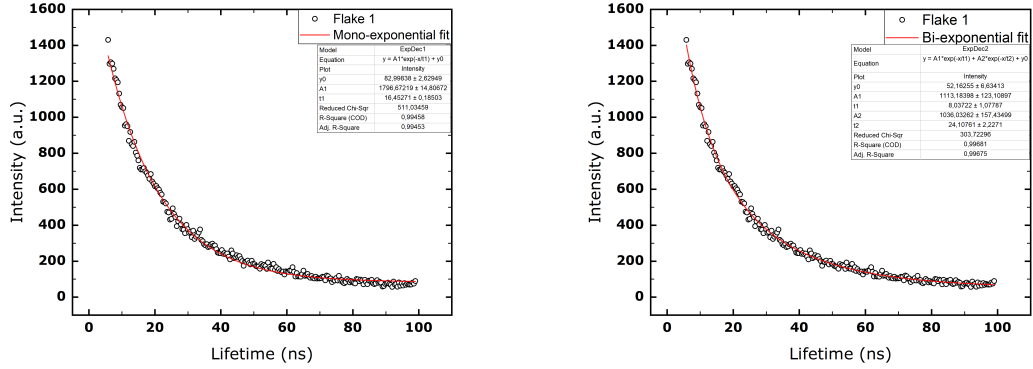 Flake 1
Mono-exponential fit
Model ExpDec1
Equation y = A1*exp(-x/t1) + y0
Plot Intensity
y0 82,99838 ± 2,62949
A1 1796,67219 ± 14,80672
t1 16,45271 ± 0,18503
Reduced Chi-Sqr 511,03459
R-Square (COD) 0,99458
Adj. R-Square 0,99453
1600
1400
1200
1000
800
600
400
200
0
Intensity (a.u.)
0 20 40 60 80 100
Lifetime (ns)
Flake 1
Bi-exponential fit
Model ExpDec2
Equation y = A1*exp(-x/t1) + A2*exp(-x/t2) + y0
Plot Intensity
y0 52,16255 ± 6,63413
A1 1113,18398 ± 123,10897
t1 8,03722 ± 1,07787
A2 1036,03262 ± 157,43499
t2 24,10761 ± 2,2271
Reduced Chi-Sqr 303,72296
R-Square (COD) 0,99681
Adj. R-Square 0,99675
1600
1400
1200
1000
800
600
400
200
0
Intensity (a.u.)
0 20 40 60 80 100
Lifetime (ns)